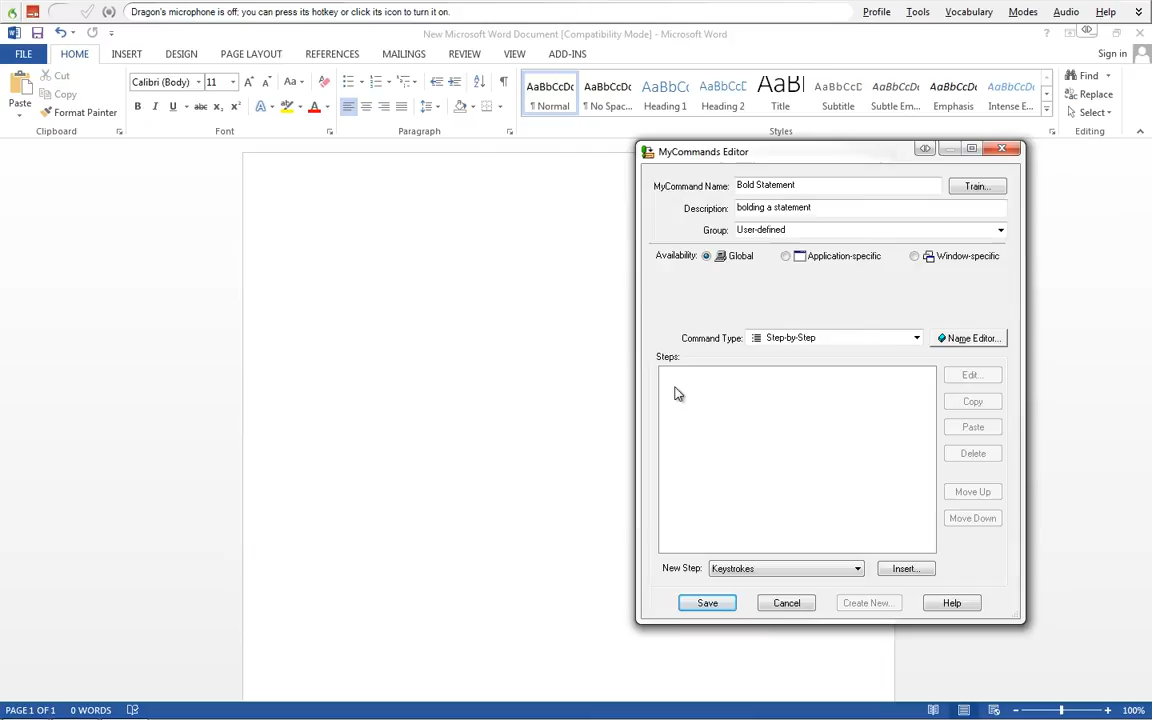 Dragon's microphone is off; you can press its hotkey or click its icon to turn it on.
Profile Tools Vocabulary Modes Audio Help
New Microsoft Word Document [Compatibility Mode] - Microsoft Word
FILE HOME INSERT DESIGN PAGE LAYOUT REFERENCES MAILINGS REVIEW VIEW ADD-INS
Sign in
Paste
Cut
Copy
Format Painter
Clipboard
Calibri (Body) 11
Font
Paragraph
AaBbCcDc AaBbCcDc AaBbC AaBbCc AaB AaBbCcC AaBbCcDc AaBbCcDc AaBbCcDc
¶ Normal ¶ No Spac... Heading 1 Heading 2 Title Subtitle Subtle Em... Emphasis Intense E...
Styles
Find
Replace
Select
Editing
MyCommands Editor
MyCommand Name: Bold Statement Train...
Description: bolding a statement
Group: User-defined
Availability: Global Application-specific Window-specific
Command Type: Step-by-Step Name Editor...
Steps:
Edit...
Copy
Paste
Delete
Move Up
Move Down
New Step: Keystrokes Insert...
Save Cancel Create New... Help
PAGE 1 OF 1 0 WORDS 100%